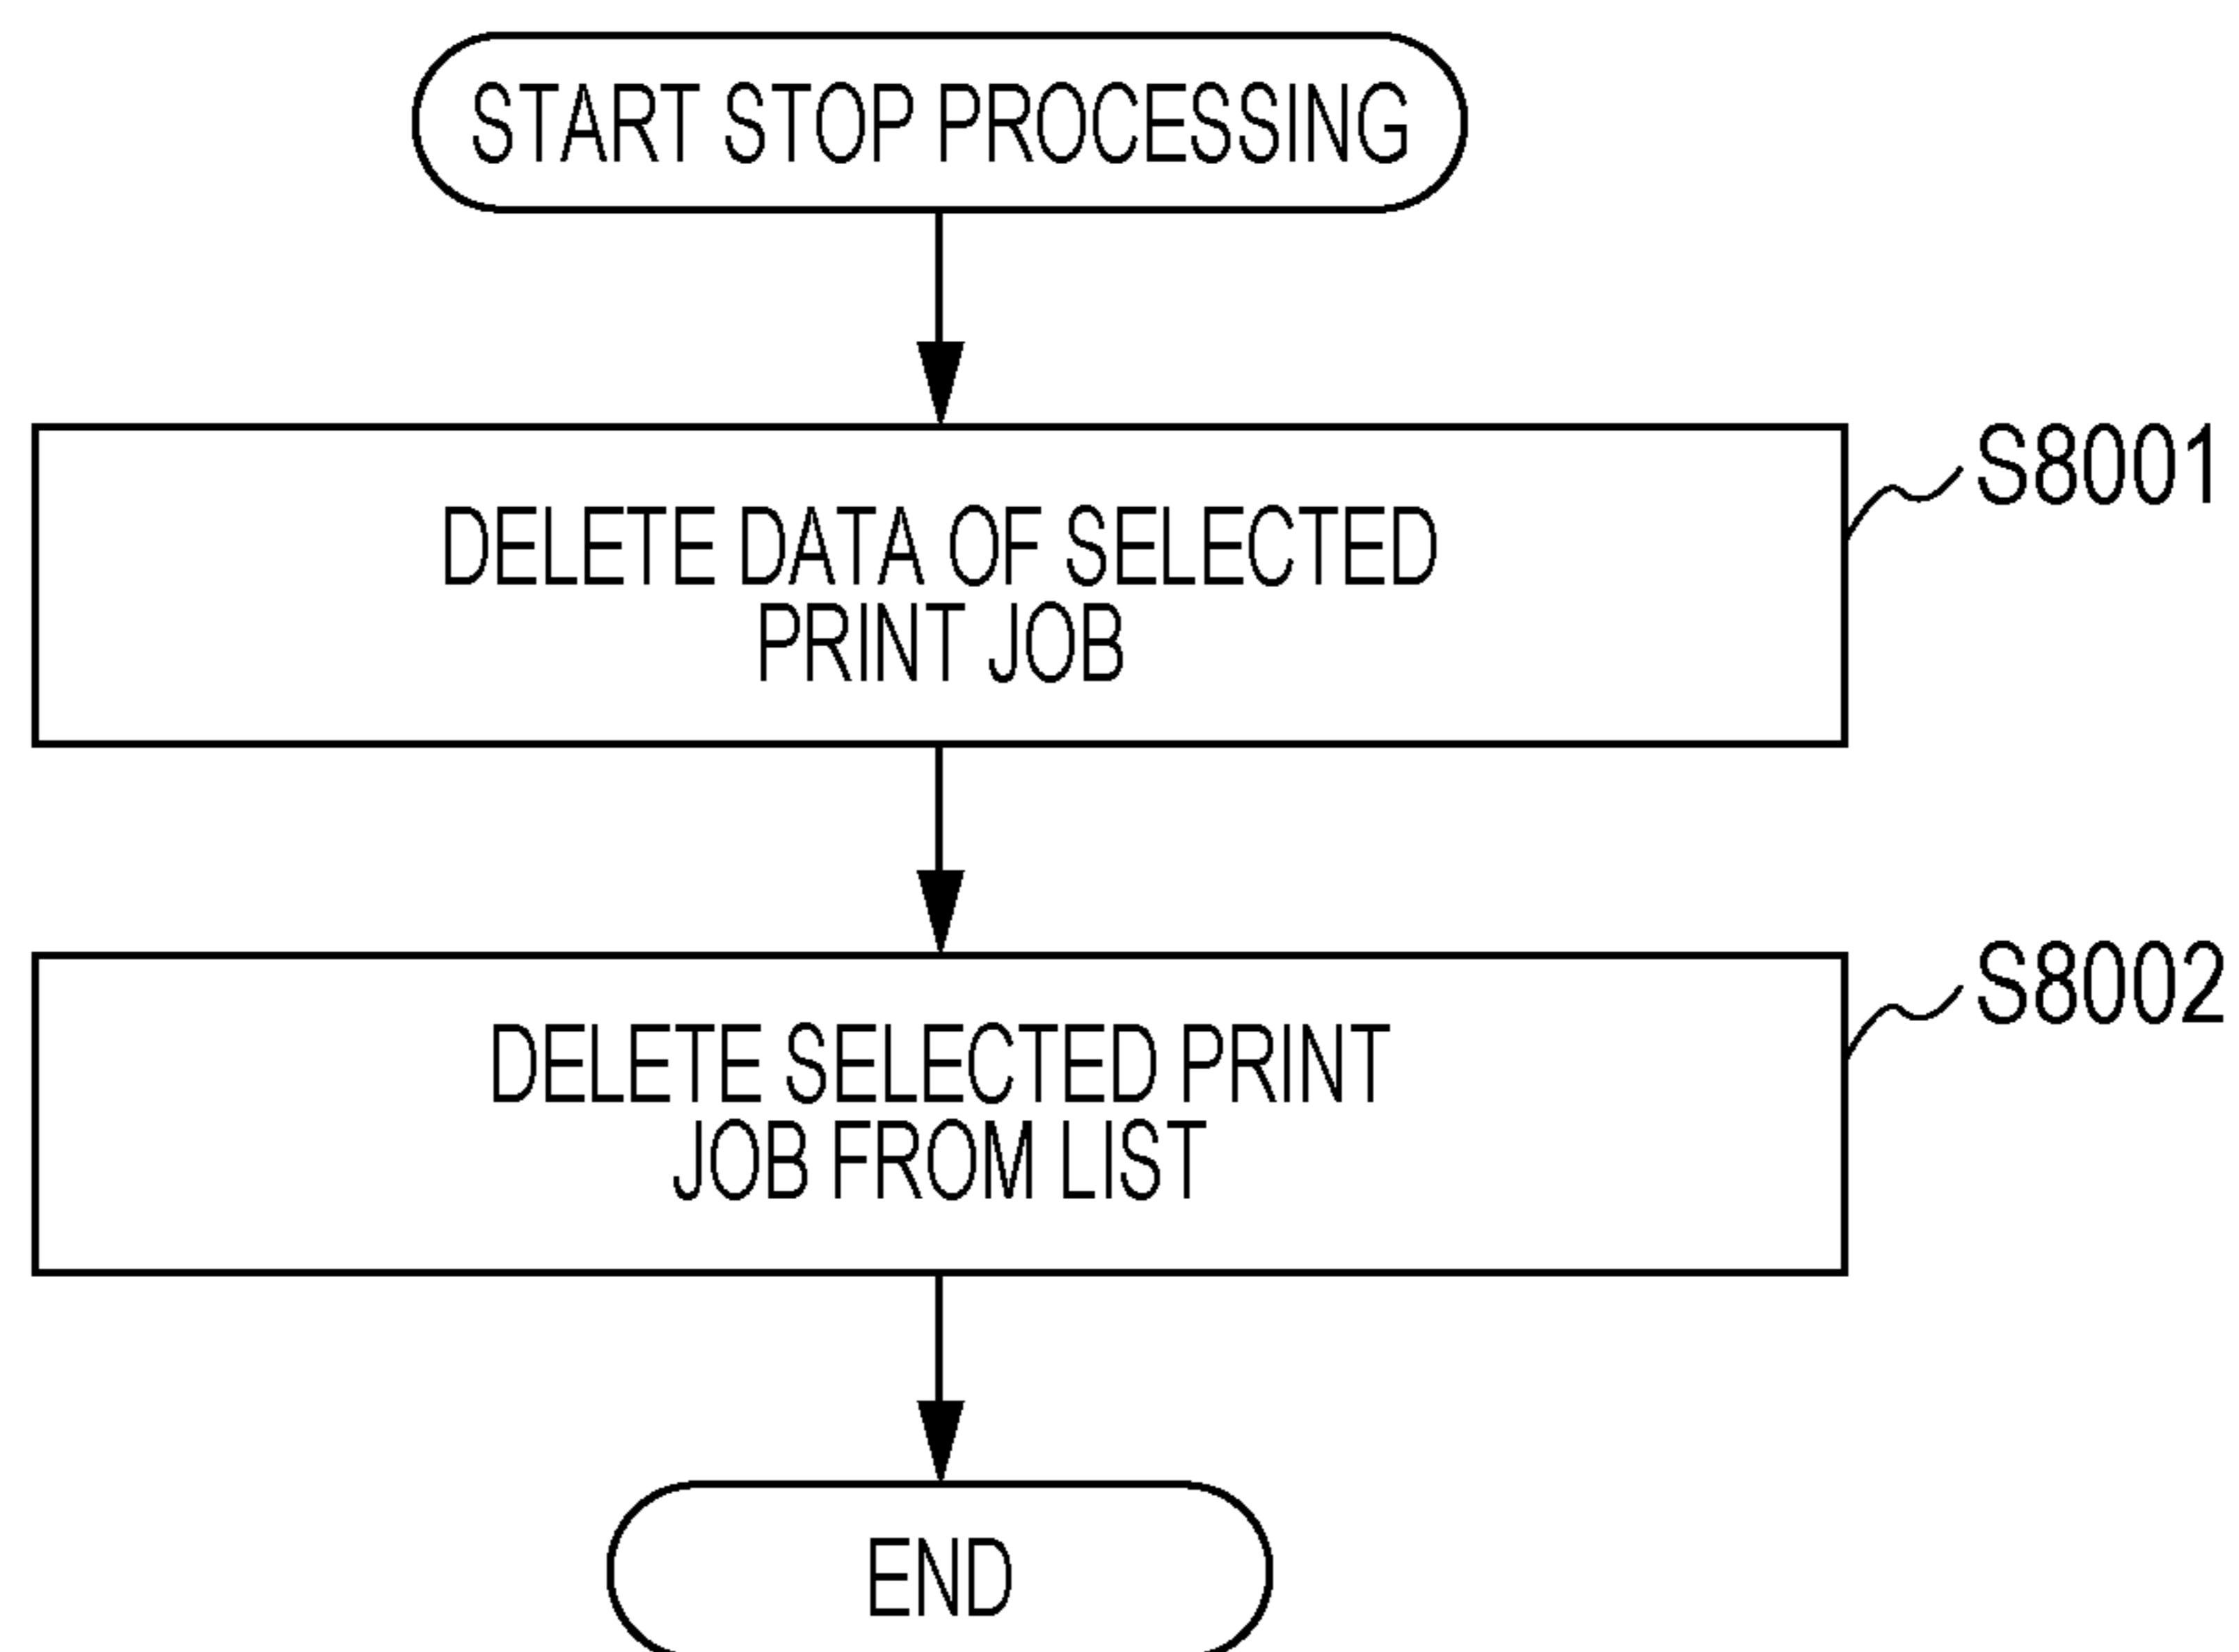 START STOP PROCESSING
S8001
DELETE DATA OF SELECTED
PRINT JOB
S8002
DELETE SELECTED PRINT
JOB FROM LIST
END